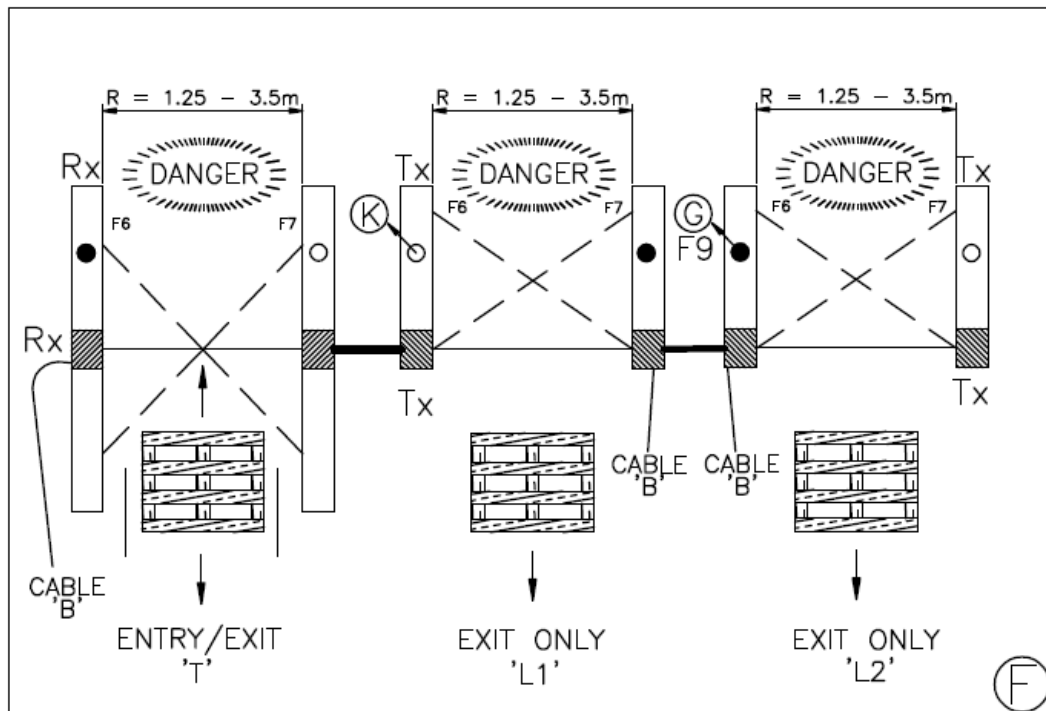 R = 1.25 - 3.5m
R = 1.25 - 3.5m
R = 1.25 - 3.5m
Rx
DANGER
Tx
DANGER
DANGER
Tx
F6
F7
K
F6
F7
G
F9
F6
F7
Rx
Tx
Tx
CABLE
'B'
CABLE
'B'
CABLE
'B'
ENTRY/EXIT
'T'
EXIT ONLY
'L1'
EXIT ONLY
'L2'
F